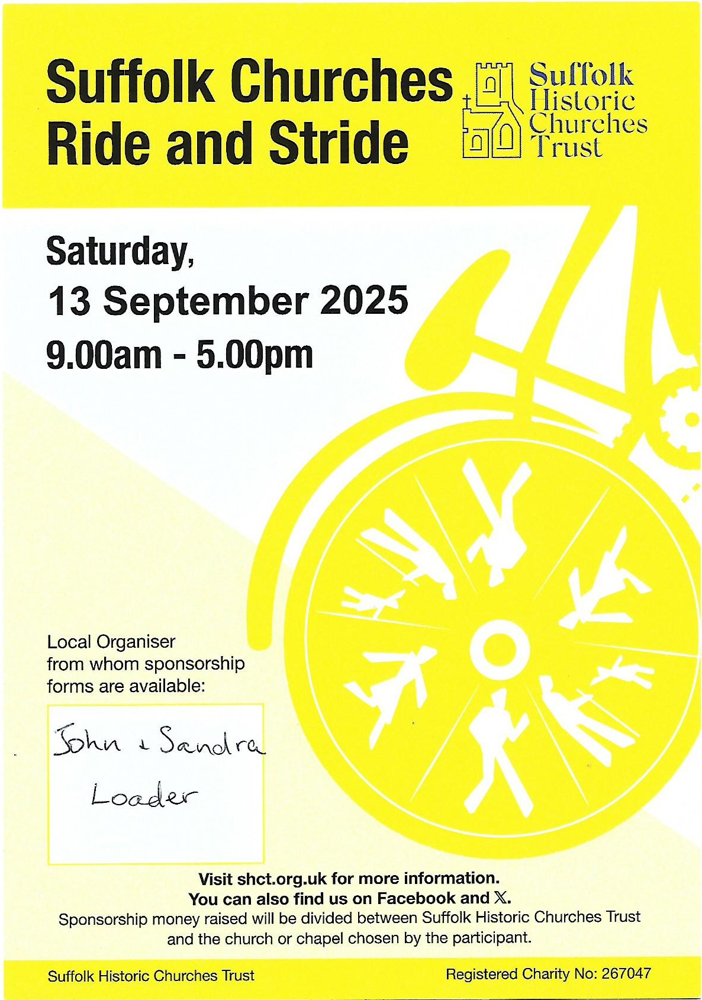 Suffolk Churches
Ride and Stride
Suffolk
Historic
Churches
Trust
Saturday,
13 September 2025
9.00am - 5.00pm
Local Organiser
from whom sponsorship
forms are available:
John + Sandra
Loader
Visit shct.org.uk for more information.
You can also find us on Facebook and 𝕏.
Sponsorship money raised will be divided between Suffolk Historic Churches Trust
and the church or chapel chosen by the participant.
Suffolk Historic Churches Trust
Registered Charity No: 267047